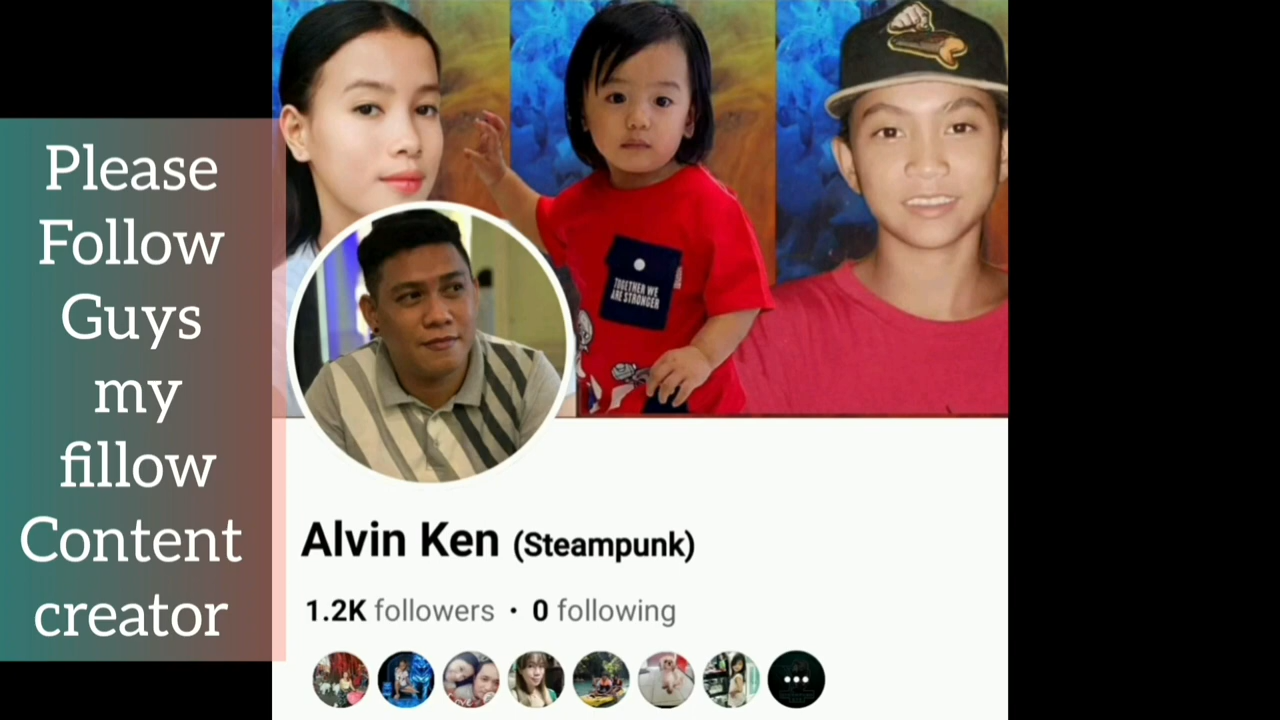 Please
Follow
Guys
my
fillow
Content
creator
TOGETHER WE
ARE STRONGER
Alvin Ken (Steampunk)
1.2K followers • 0 following